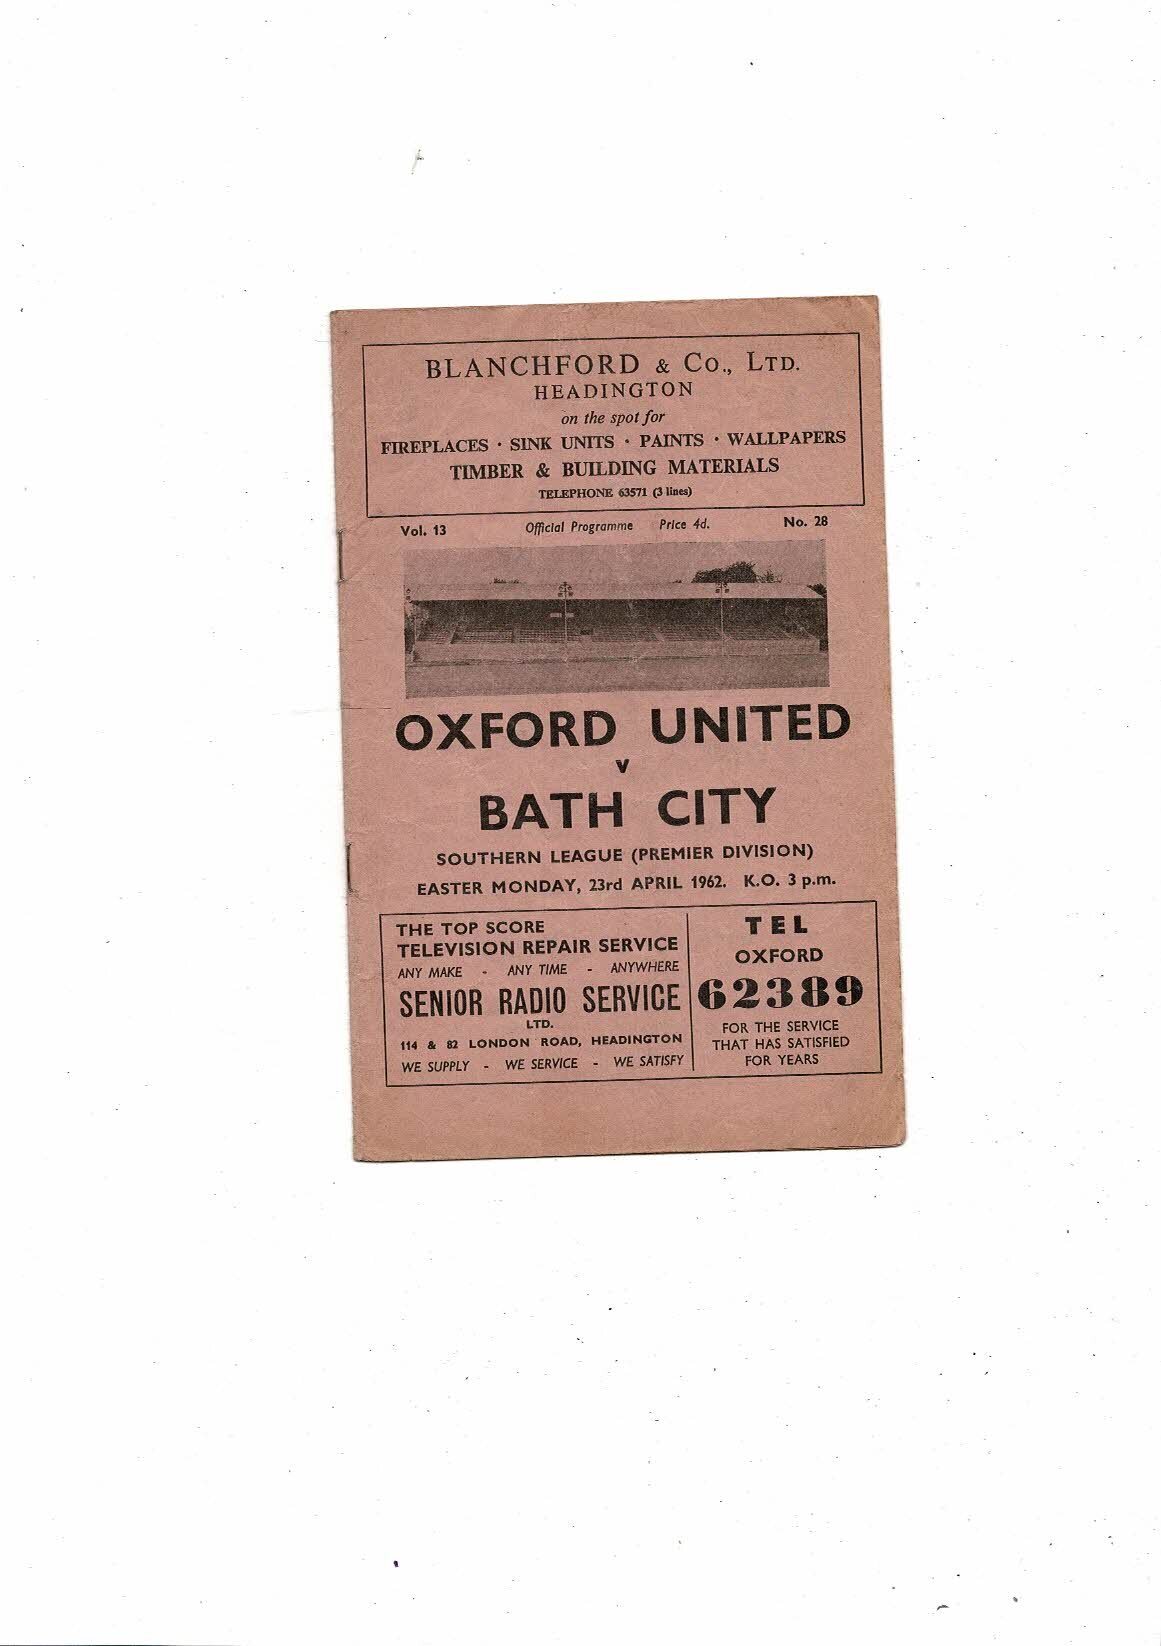 BLANCHFORD & Co., LTD.
HEADINGTON
on the spot for
FIREPLACES · SINK UNITS · PAINTS · WALLPAPERS
TIMBER & BUILDING MATERIALS
TELEPHONE 63571 (3 lines)
Vol. 13 Official Programme Price 4d. No. 28
OXFORD UNITED
v
BATH CITY
SOUTHERN LEAGUE (PREMIER DIVISION)
EASTER MONDAY, 23rd APRIL 1962. K.O. 3 p.m.
THE TOP SCORE
TELEVISION REPAIR SERVICE
ANY MAKE - ANY TIME - ANYWHERE
SENIOR RADIO SERVICE
LTD.
114 & 82 LONDON ROAD, HEADINGTON
WE SUPPLY - WE SERVICE - WE SATISFY
TEL
OXFORD
62389
FOR THE SERVICE
THAT HAS SATISFIED
FOR YEARS